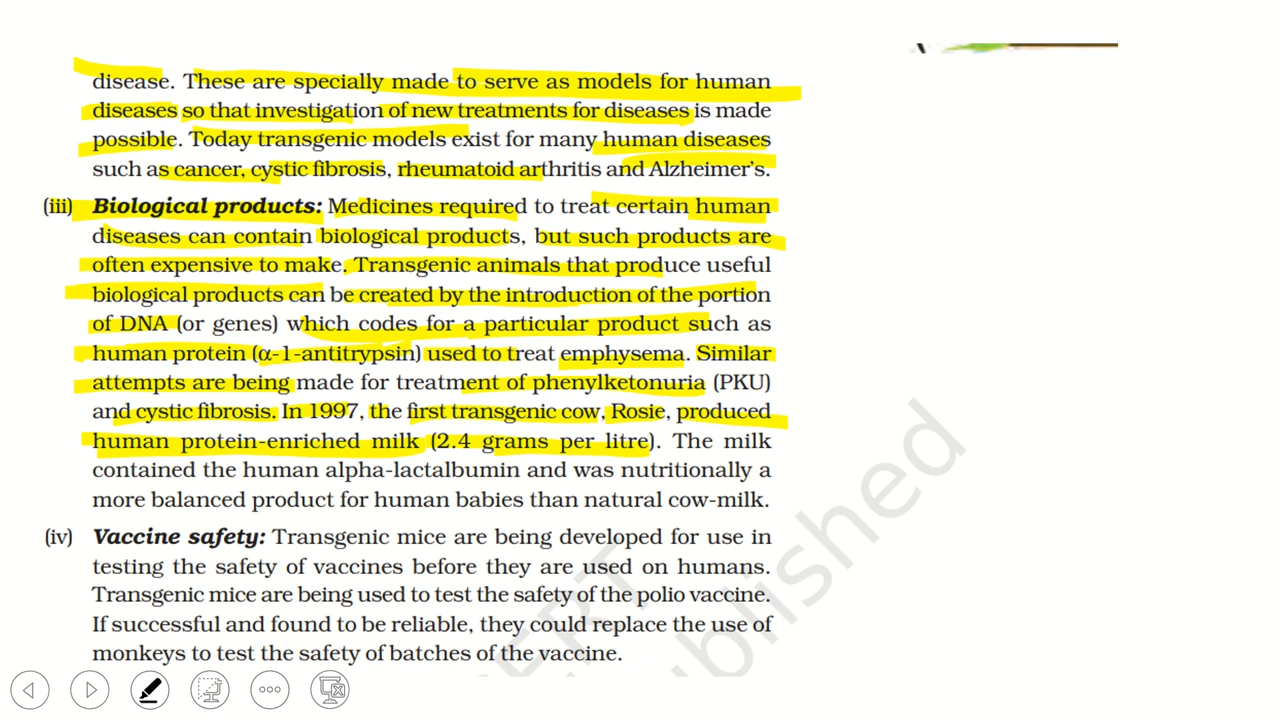 disease. These are specially made to serve as models for human
diseases so that investigation of new treatments for diseases is made
possible. Today transgenic models exist for many human diseases
such as cancer, cystic fibrosis, rheumatoid arthritis and Alzheimer's.
(iii) Biological products: Medicines required to treat certain human
diseases can contain biological products, but such products are
often expensive to make. Transgenic animals that produce useful
biological products can be created by the introduction of the portion
of DNA (or genes) which codes for a particular product such as
human protein (α-1-antitrypsin) used to treat emphysema. Similar
attempts are being made for treatment of phenylketonuria (PKU)
and cystic fibrosis. In 1997, the first transgenic cow, Rosie, produced
human protein-enriched milk (2.4 grams per litre). The milk
contained the human alpha-lactalbumin and was nutritionally a
more balanced product for human babies than natural cow-milk.
(iv) Vaccine safety: Transgenic mice are being developed for use in
testing the safety of vaccines before they are used on humans.
Transgenic mice are being used to test the safety of the polio vaccine.
If successful and found to be reliable, they could replace the use of
monkeys to test the safety of batches of the vaccine.